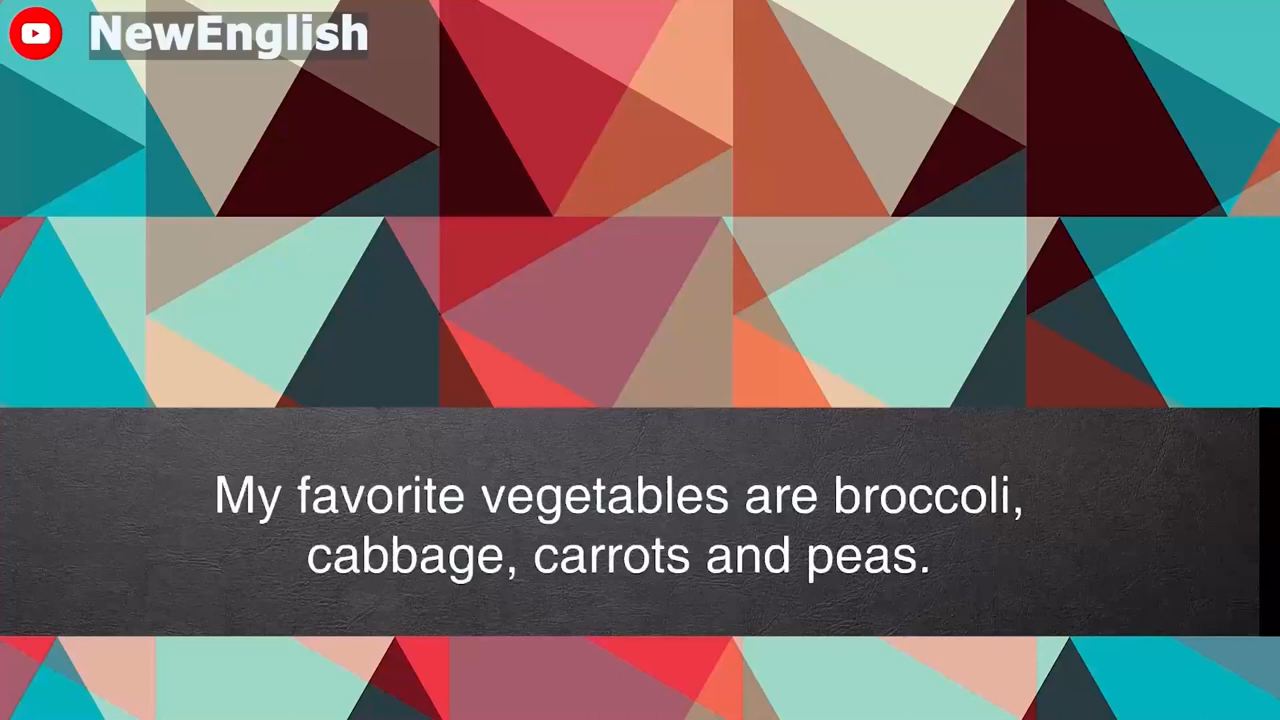 NewEnglish
My favorite vegetables are broccoli,
cabbage, carrots and peas.